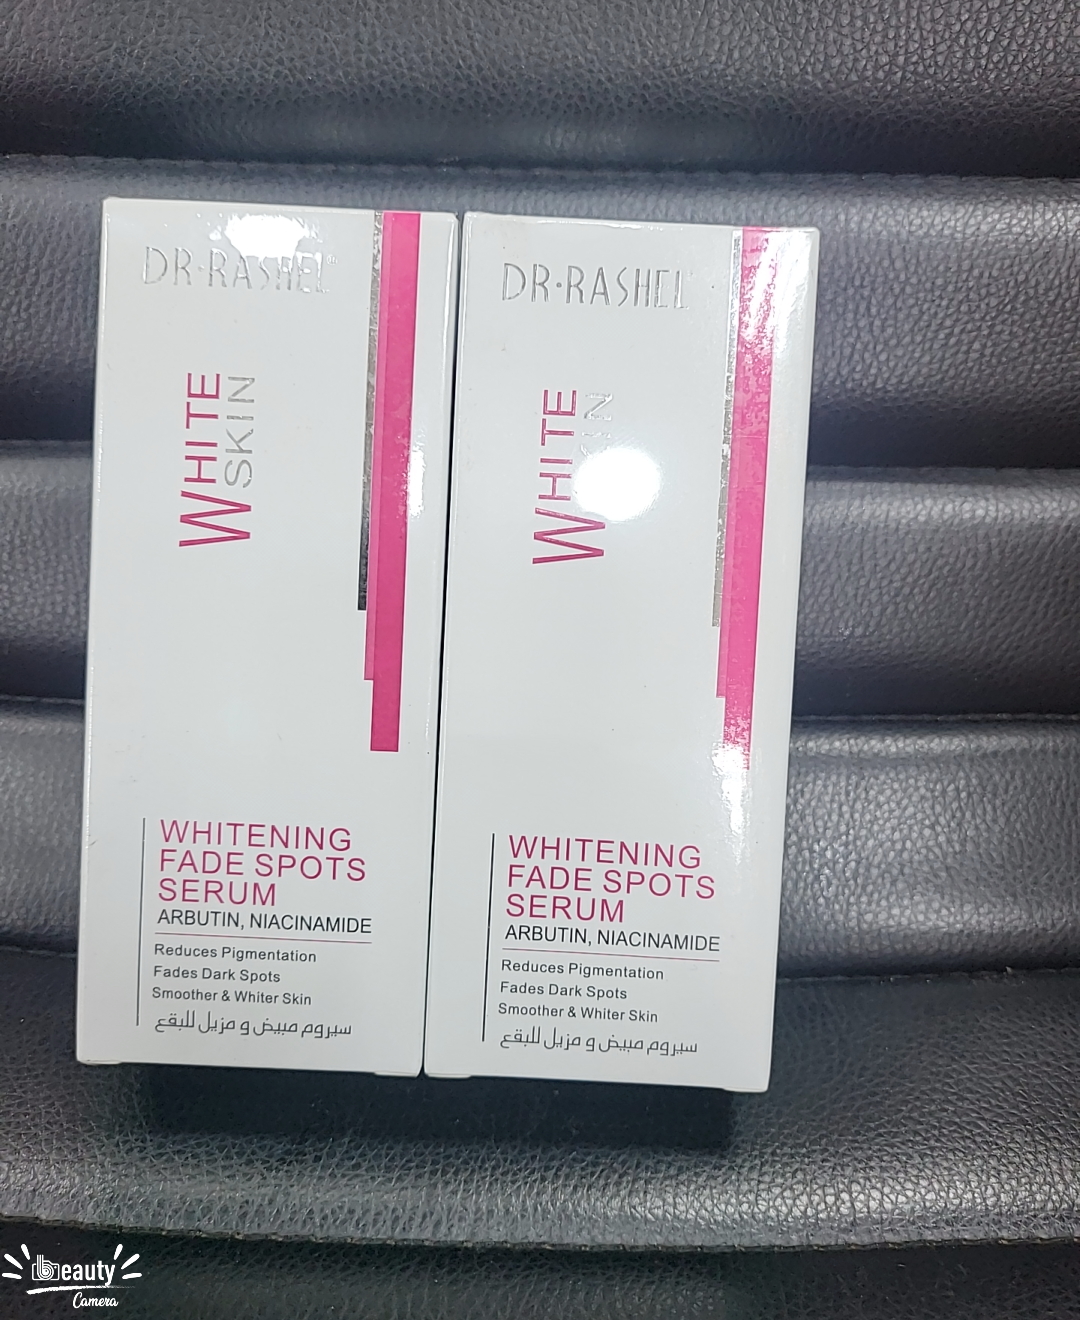 DR·RASHEL
WHITE
SKIN
WHITENING
FADE SPOTS
SERUM
ARBUTIN, NIACINAMIDE
Reduces Pigmentation
Fades Dark Spots
Smoother & Whiter Skin
سيروم مبيض و مزيل للبقع
DR·RASHEL
WHITE
WHITENING
FADE SPOTS
SERUM
ARBUTIN, NIACINAMIDE
Reduces Pigmentation
Fades Dark Spots
Smoother & Whiter Skin
سيروم مبيض و مزيل للبقع
beauty
Camera